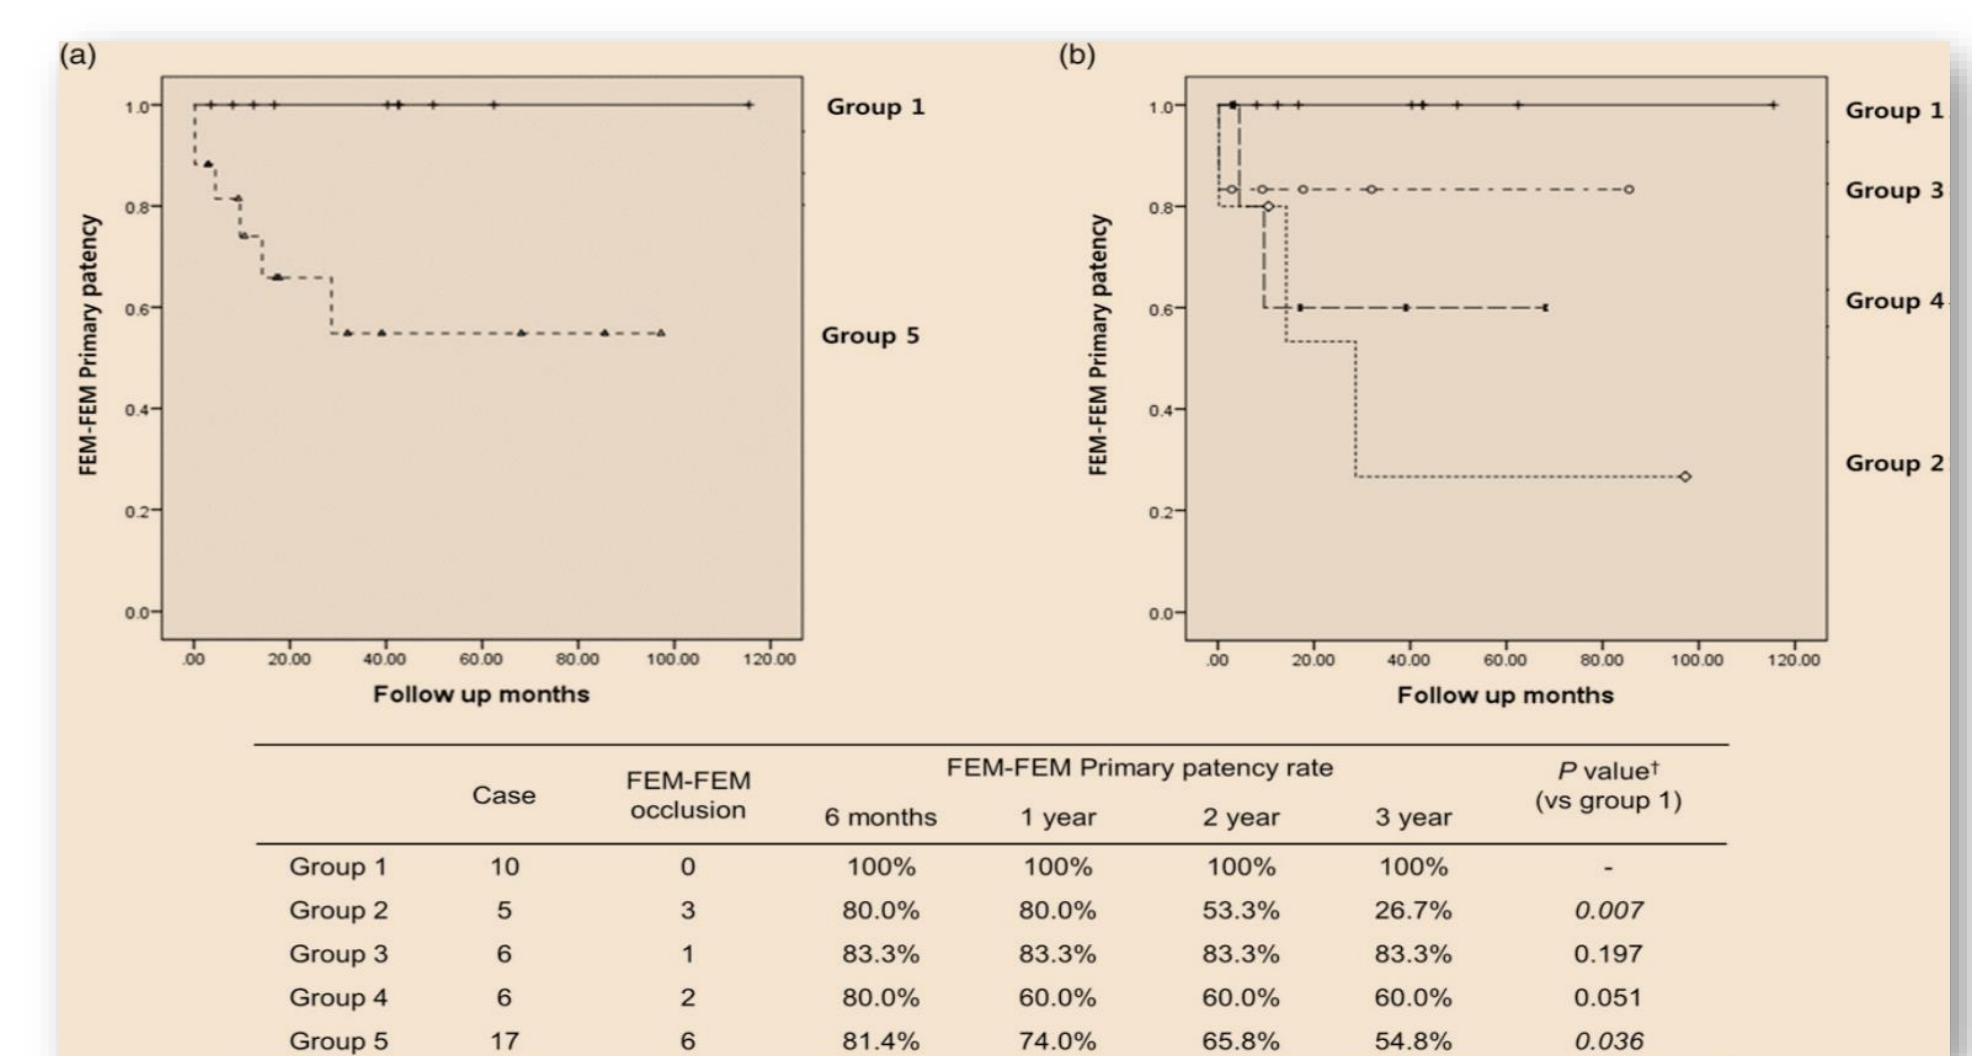 (a)
FEM-FEM Primary patency
1.0
0.8
0.6
0.4
0.2
0.0
.00 20.00 40.00 60.00 80.00 100.00 120.00
Follow up months
Group 1
Group 5
(b)
FEM-FEM Primary patency
1.0
0.8
0.6
0.4
0.2
0.0
.00 20.00 40.00 60.00 80.00 100.00 120.00
Follow up months
Group 1
Group 3
Group 4
Group 2
Case FEM-FEM occlusion FEM-FEM Primary patency rate P value† (vs group 1)
6 months 1 year 2 year 3 year
Group 1 10 0 100% 100% 100% 100% -
Group 2 5 3 80.0% 80.0% 53.3% 26.7% 0.007
Group 3 6 1 83.3% 83.3% 83.3% 83.3% 0.197
Group 4 6 2 80.0% 60.0% 60.0% 60.0% 0.051
Group 5 17 6 81.4% 74.0% 65.8% 54.8% 0.036